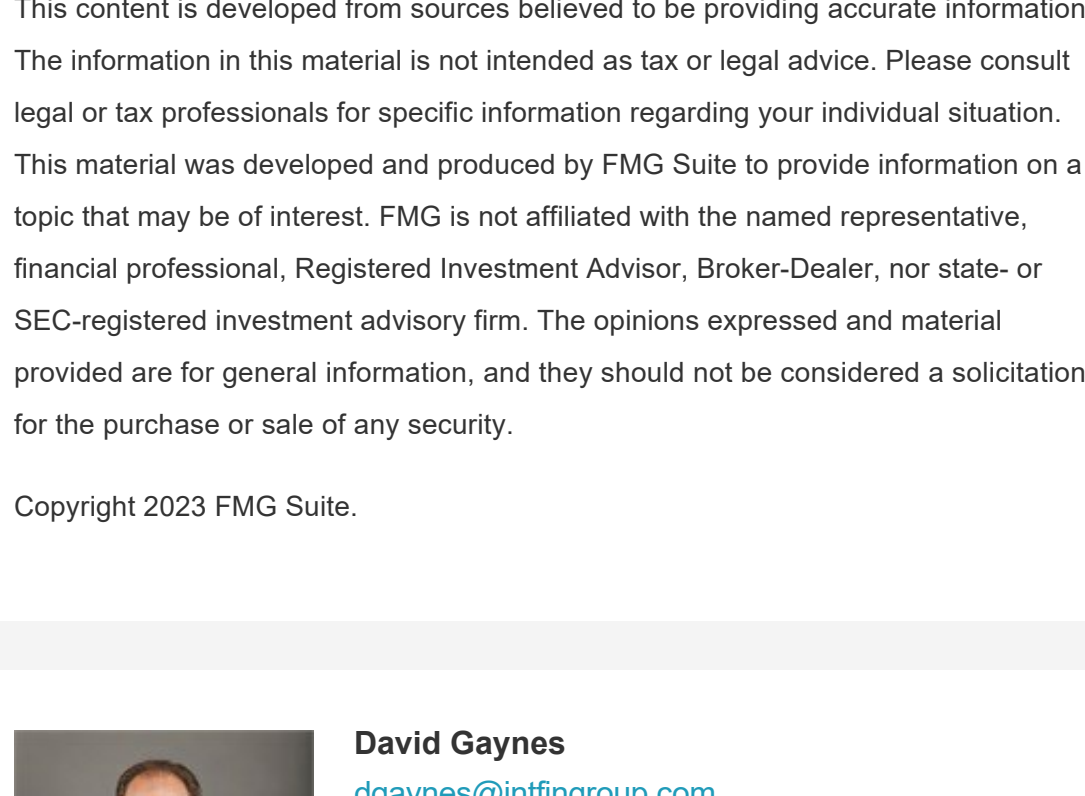 This content is developed from sources believed to be providing accurate information
The information in this material is not intended as tax or legal advice. Please consult
legal or tax professionals for specific information regarding your individual situation.
This material was developed and produced by FMG Suite to provide information on a
topic that may be of interest. FMG is not affiliated with the named representative,
financial professional, Registered Investment Advisor, Broker-Dealer, nor state- or
SEC-registered investment advisory firm. The opinions expressed and material
provided are for general information, and they should not be considered a solicitation
for the purchase or sale of any security.
Copyright 2023 FMG Suite.
David Gaynes
dgaynes@intfingroup.com